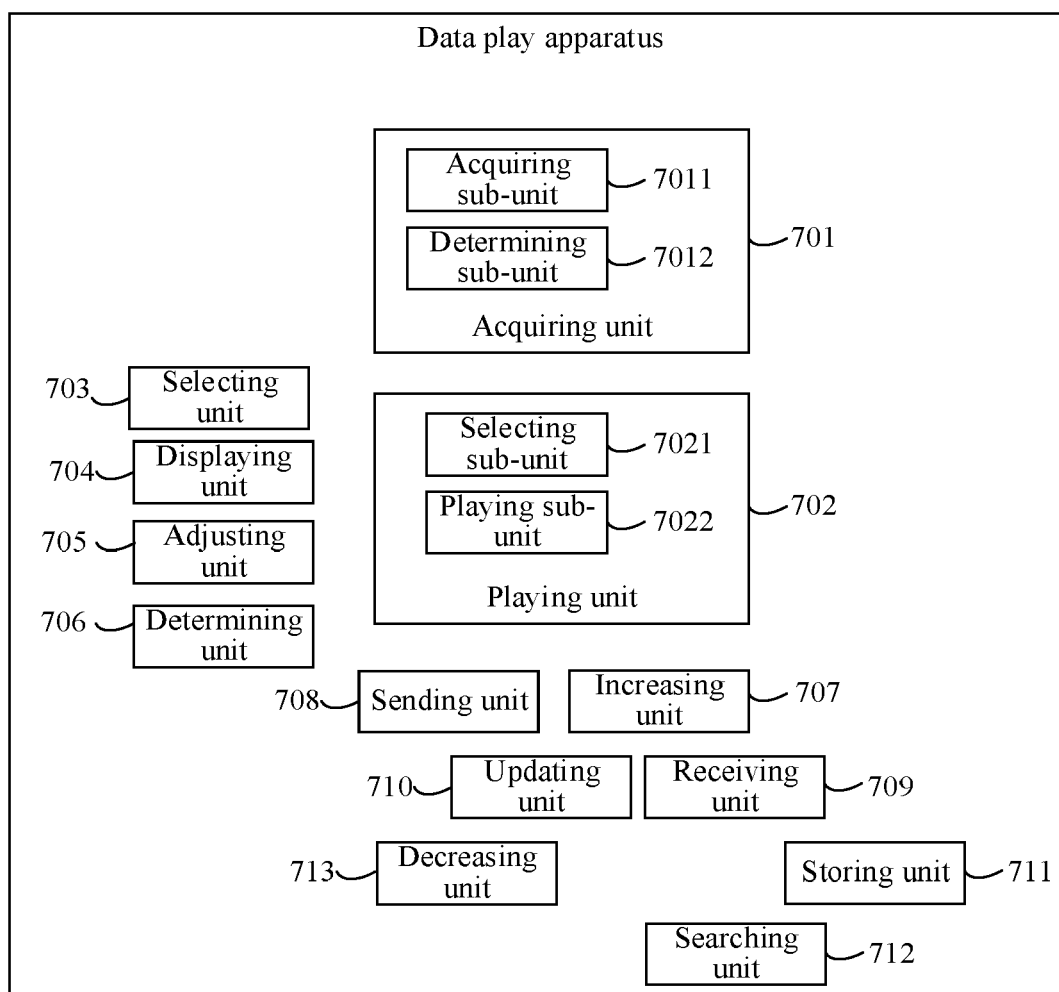 Data play apparatus
Acquiring
sub-unit
7011
Determining
sub-unit
7012
701
Acquiring unit
703
Selecting
unit
704
Displaying
unit
705
Adjusting
unit
706
Determining
unit
Selecting
sub-unit
7021
Playing sub-
unit
7022
702
Playing unit
708
Sending unit
Increasing
unit
707
710
Updating
unit
Receiving
unit
709
713
Decreasing
unit
Storing unit
711
Searching
unit
712